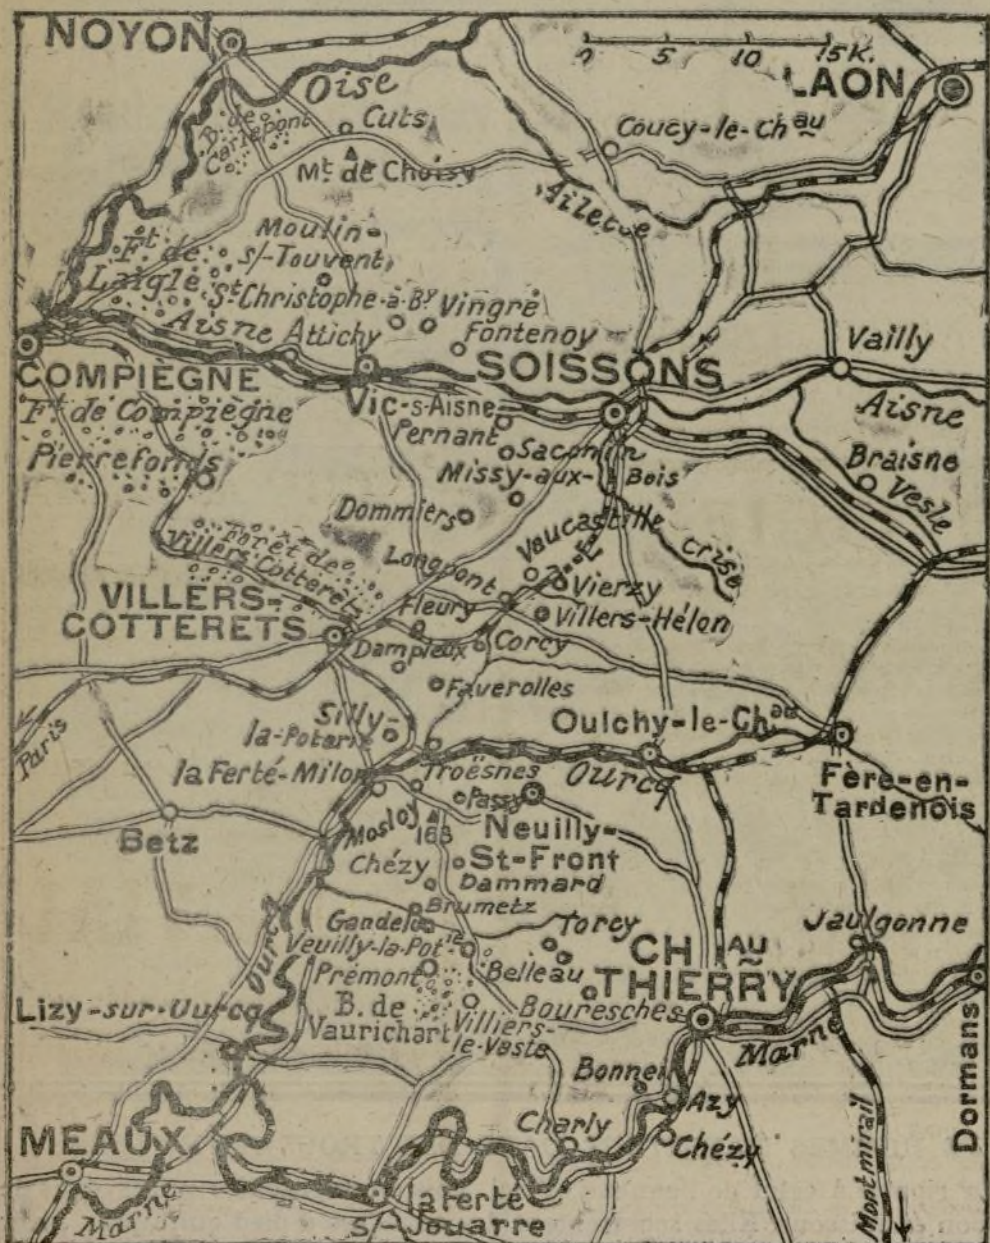 NOYON
0 5 10 15K.
LAON
Oise
Cuts
B. de
Carlepont
Coucy-le-Chau
Mt de Choisy
Ailette
Moulin-
s/-Touvent
Ft de
Laigle
St Christophe-à-By
Vingré
Aisne
Attichy
Fontenoy
Vailly
COMPIÈGNE
SOISSONS
Ft de Compiègne
Vic-s-Aisne
Aisne
Pernant
Pierrefonds
Saconin
Braisne
Missy-aux-
Bois
Vesle
Dommiers
Vaucastille
Crise
Forêt de
Villers-Cotterêts
Longpont
Vierzy
VILLERS-
COTTERETS
Fleury
Villers-Hélon
Corcy
Dampleux
Faverolles
Paris
Silly-
la-Poterie
Oulchy-le-Chau
la Ferté-Milon
Troësnes
Ourcq
Fère-en-
Tardenois
Passy
Mosloy
163
Neuilly-
St-Front
Betz
Chézy
Dammard
Brumetz
Gandelu
Torcy
Jaulgonne
Ourcq
Veuilly-la-Potie
CHAU
THIERRY
Prémont
Belleau
Lizy-sur-Ourcq
B. de
Vaurichart
Bouresches
Villiers-
le-Vaste
Marne
Dormans
Bonneil
Azy
MEAUX
Charly
Chézy
Montmirail
Marne
la Ferté
s/-Jouarre